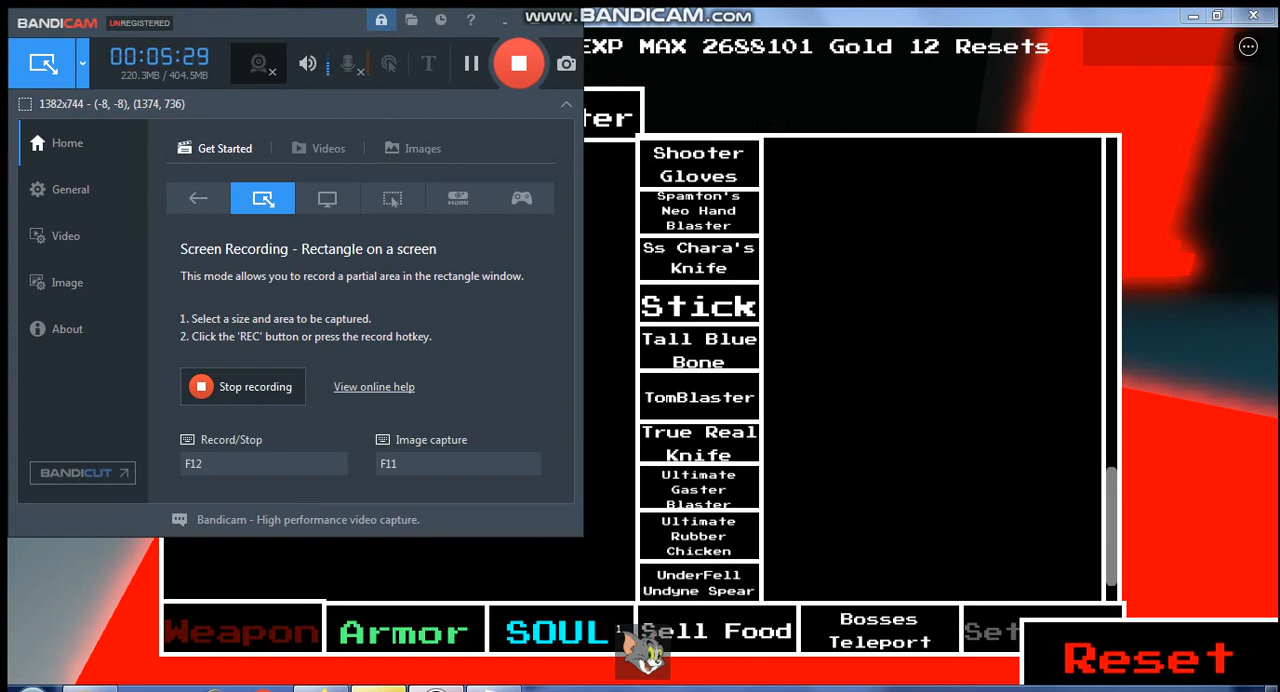 www.BANDICAM.com
BANDICAM UNREGISTERED
?
00:05:29
220.3MB / 404.5MB
T
1382x744 - (-8, -8), (1374, 736)
Home
General
Video
Image
About
BANDICUT
Get Started
Videos
Images
HDMI
Screen Recording - Rectangle on a screen
This mode allows you to record a partial area in the rectangle window.
1. Select a size and area to be captured.
2. Click the 'REC' button or press the record hotkey.
Stop recording
View online help
Record/Stop
Image capture
F12
F11
Bandicam - High performance video capture.
EXP MAX 2688101 Gold 12 Resets
ter
Shooter
Gloves
Spamton's
Neo Hand
Blaster
Ss Chara's
Knife
Stick
Tall Blue
Bone
TomBlaster
True Real
Knife
Ultimate
Gaster
Blaster
Ultimate
Rubber
Chicken
UnderFell
Undyne Spear
Weapon
Armor
SOUL
1
Sell Food
Bosses
Teleport
Set
Reset